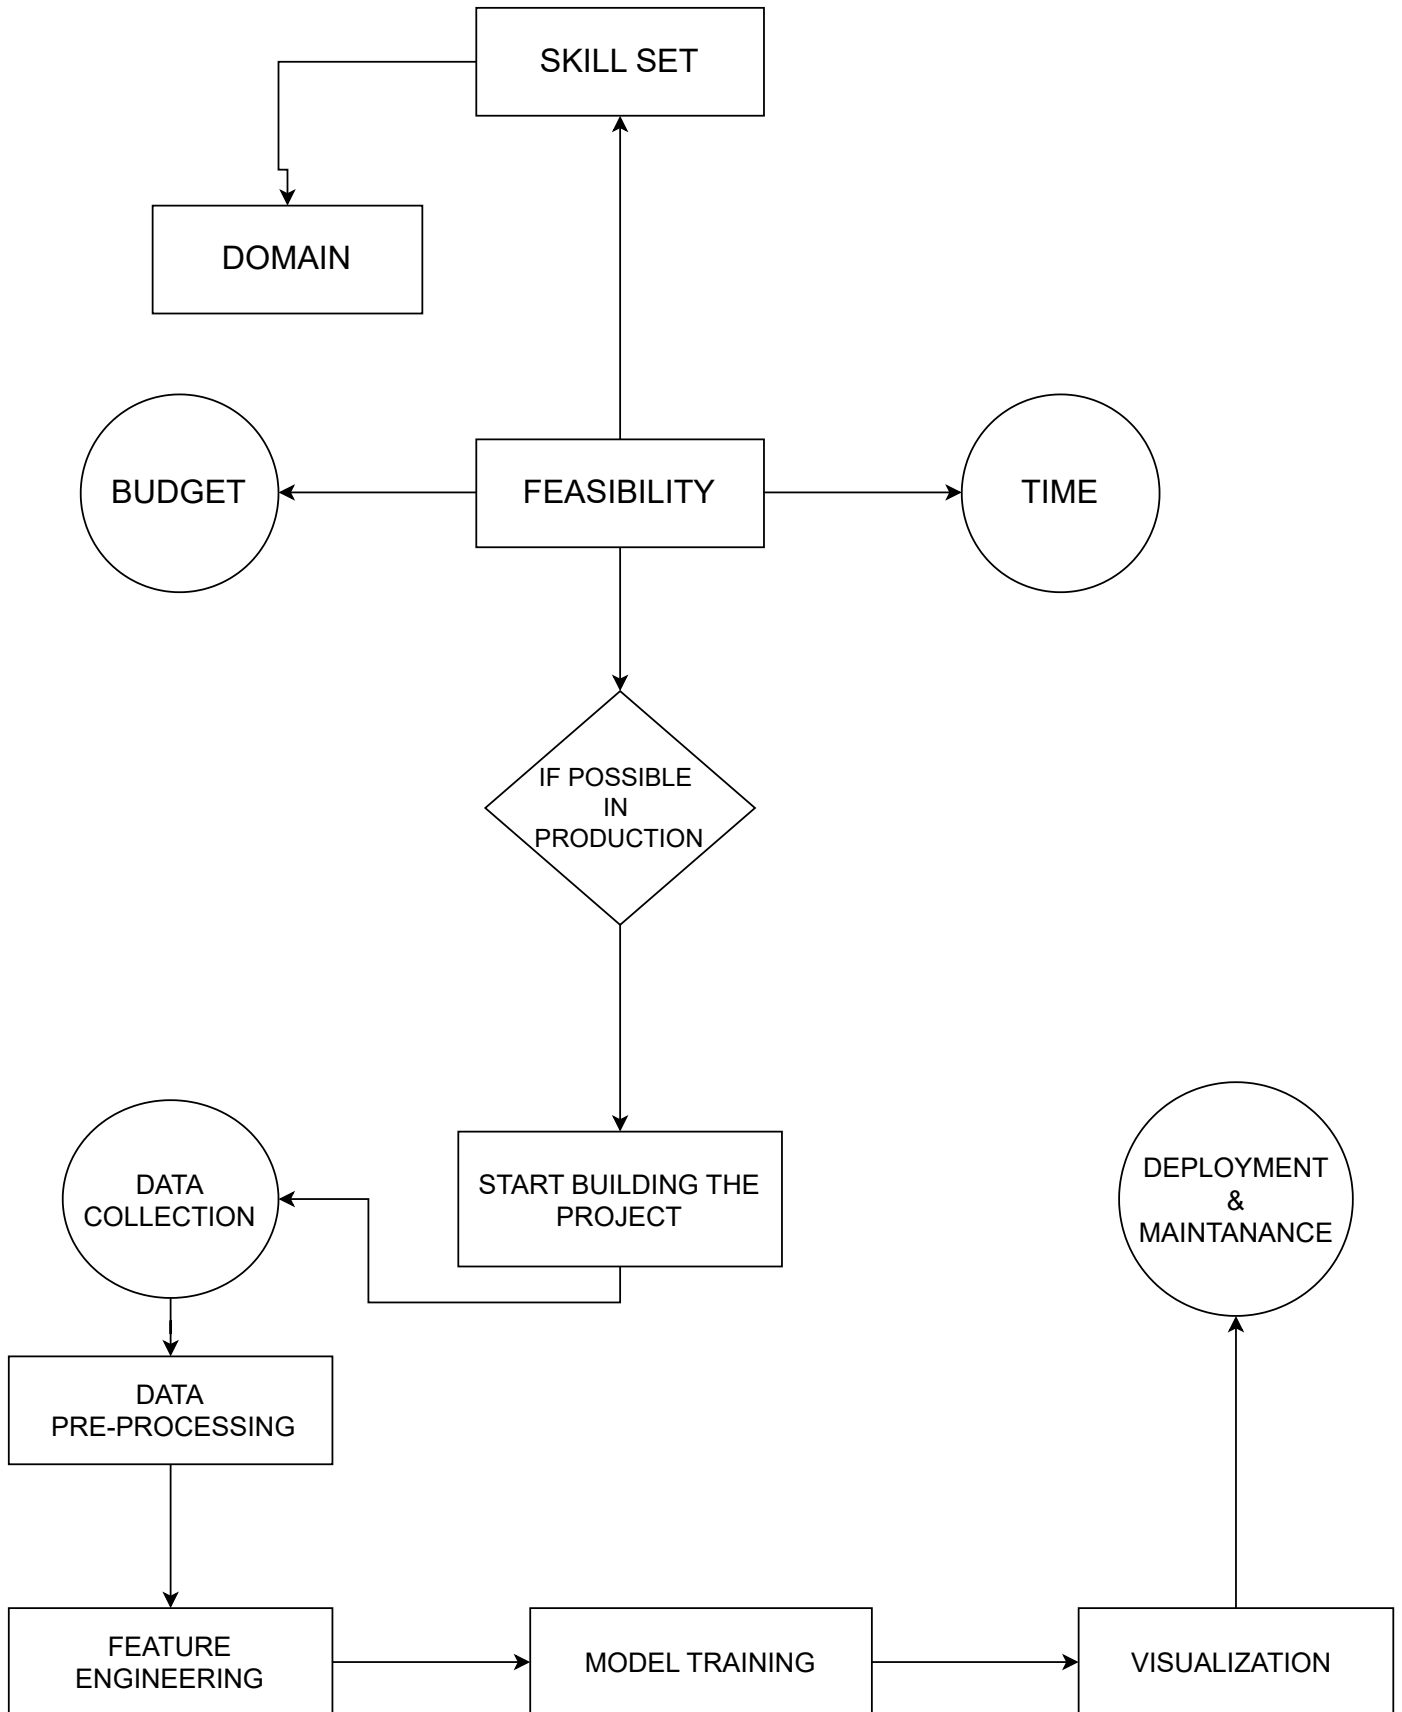 SKILL SET
DOMAIN
BUDGET
FEASIBILITY
TIME
IF POSSIBLE
IN
PRODUCTION
START BUILDING THE
PROJECT
DATA
COLLECTION
DEPLOYMENT
&
MAINTANANCE
DATA
PRE-PROCESSING
FEATURE
ENGINEERING
MODEL TRAINING
VISUALIZATION